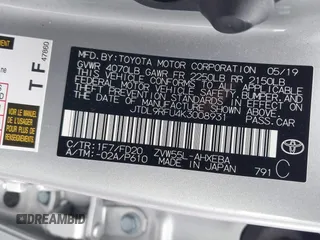 MFD.BY TOYOTA MOTOR CORPORATION 05/19
GVWR 4070LB GAWR FR 2250LB RR 2150LB
THIS VEHICLE CONFORMS TO ALL APPLICABLE
FEDERAL MOTOR VEHICLE SAFETY, BUMPER, AND
THEFT PREVENTION STANDARDS IN EFFECT ON
THE DATE OF MANUFACTURE SHOWN ABOVE.
JTDL9RFU4K3008931 PASS.CAR
C/TR:1F7/FD20 ZVW55L-AHXEBA
A/TM:-02A/P610 MADE IN JAPAN 791 C
TF 47860
DREAMBID